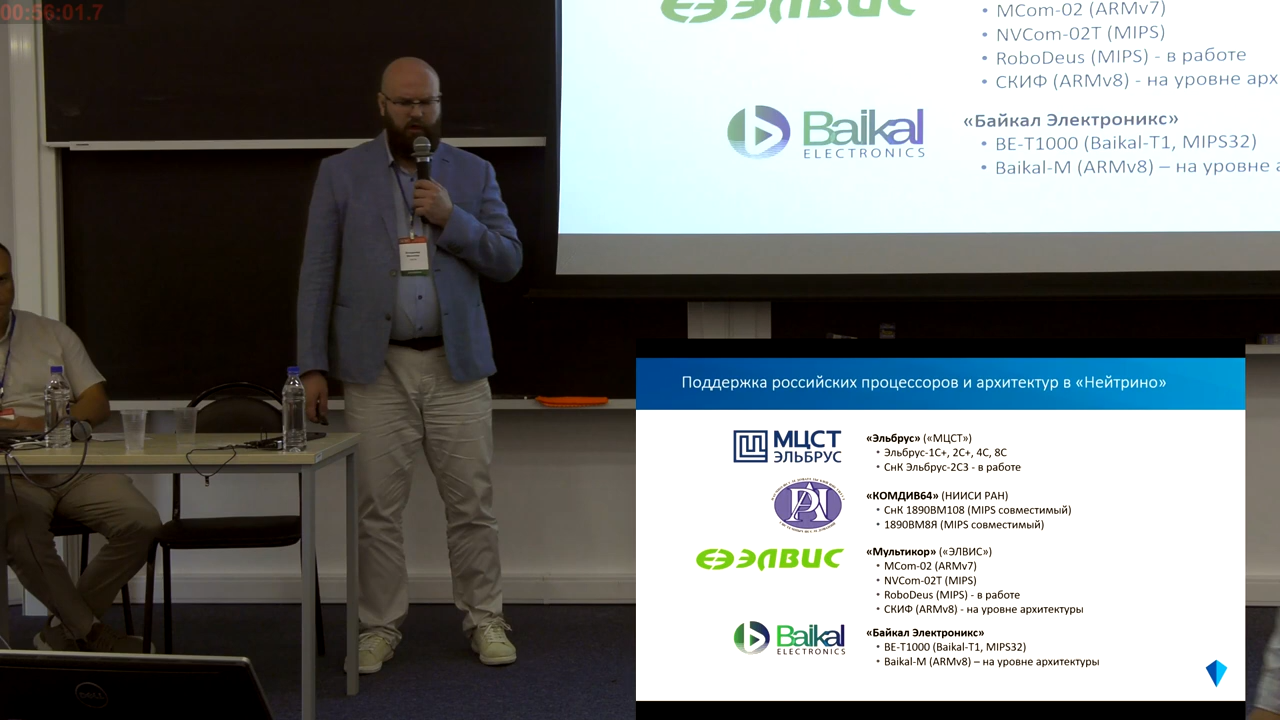 00:56:01.7
ЭЛВИС
• MCom-02 (ARMv7)
• NVCom-02T (MIPS)
• RoboDeus (MIPS) - в работе
• СКИФ (ARMv8) - на уровне арх
Baikal
ELECTRONICS
«Байкал Электроникс»
• BE-T1000 (Baikal-T1, MIPS32)
• Baikal-M (ARMv8) – на уровне
Поддержка российских процессоров и архитектур в «Нейтрино»
МЦСТ
ЭЛЬБРУС
«Эльбрус» («МЦСТ»)
• Эльбрус-1С+, 2С+, 4С, 8С
• СнК Эльбрус-2С3 - в работе
«КОМДИВ64» (НИИСИ РАН)
• СнК 1890ВМ108 (MIPS совместимый)
• 1890ВМ8Я (MIPS совместимый)
ЭЛВИС
«Мультикор» («ЭЛВИС»)
• MCom-02 (ARMv7)
• NVCom-02T (MIPS)
• RoboDeus (MIPS) - в работе
• СКИФ (ARMv8) - на уровне архитектуры
Baikal
ELECTRONICS
«Байкал Электроникс»
• BE-T1000 (Baikal-T1, MIPS32)
• Baikal-M (ARMv8) – на уровне архитектуры
DELL